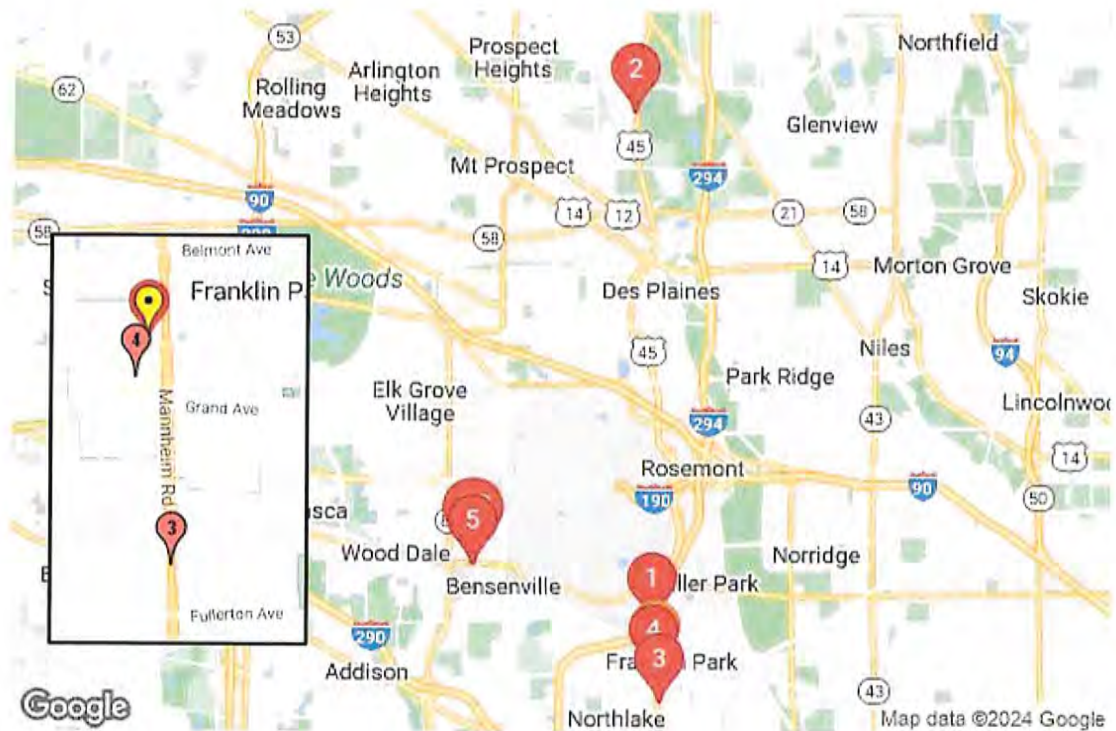 53
Prospect
Heights
Northfield
2
62
Rolling
Meadows
Arlington
Heights
Glenview
45
Mt Prospect
294
90
14
12
21
58
58
58
14
Morton Grove
Des Plaines
Skokie
Woods
Belmont Ave
Franklin P
4
Grand Ave
Mannheim Rd
3
Fullerton Ave
45
Niles
94
Elk Grove
Village
Park Ridge
Lincolnwoo
294
43
14
Rosemont
190
90
50
5
Wood Dale
Bensenville
Norridge
1
ller Park
4
290
3
Fra
Park
Addison
43
Northlake
Google
Map data ©2024 Google